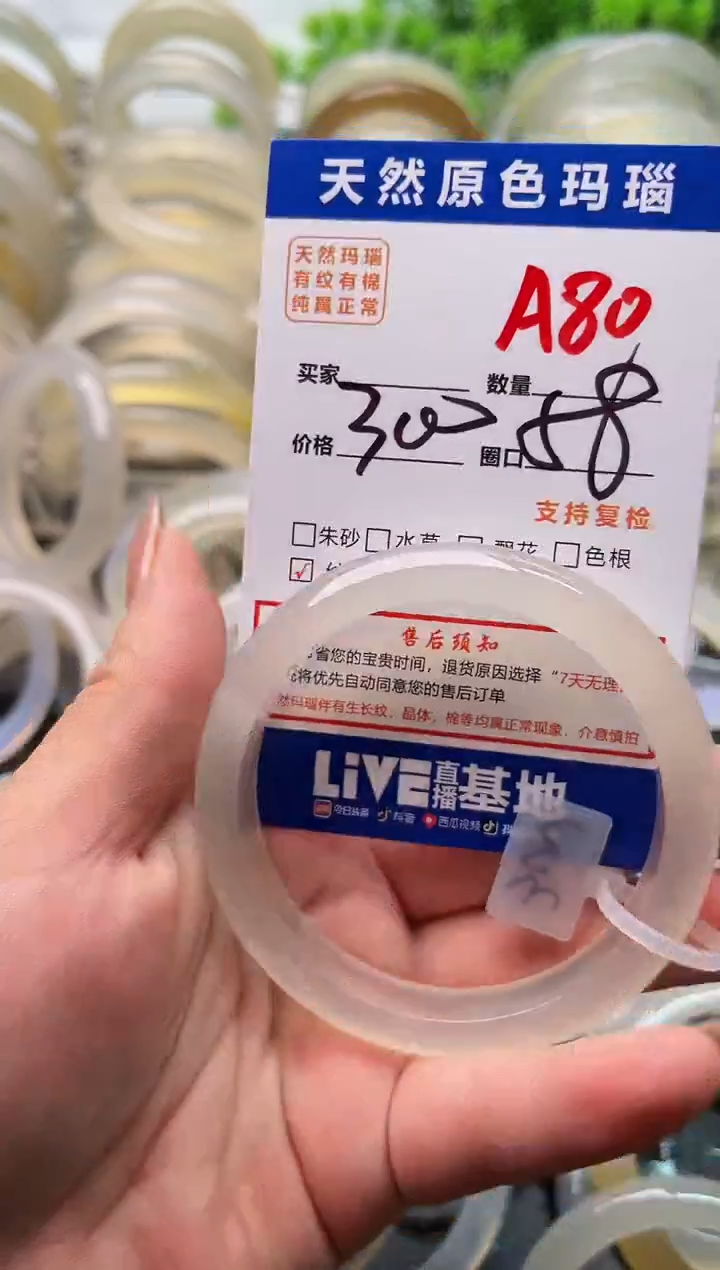 天然原色玛瑙
天然玛瑙
有纹有棉
纯属正常
A80
买家 数量
价格 300 圈口 58
支持复检
朱砂 水草 飘花 色根
售后须知
省您的宝贵时间，退货原因选择“7天无理
将优先自动同意您的售后订单
然玛瑙伴有生长纹、晶体，棉等均属正常现象，介意慎拍
LiVE直播基地
今日头条 抖音 西瓜视频